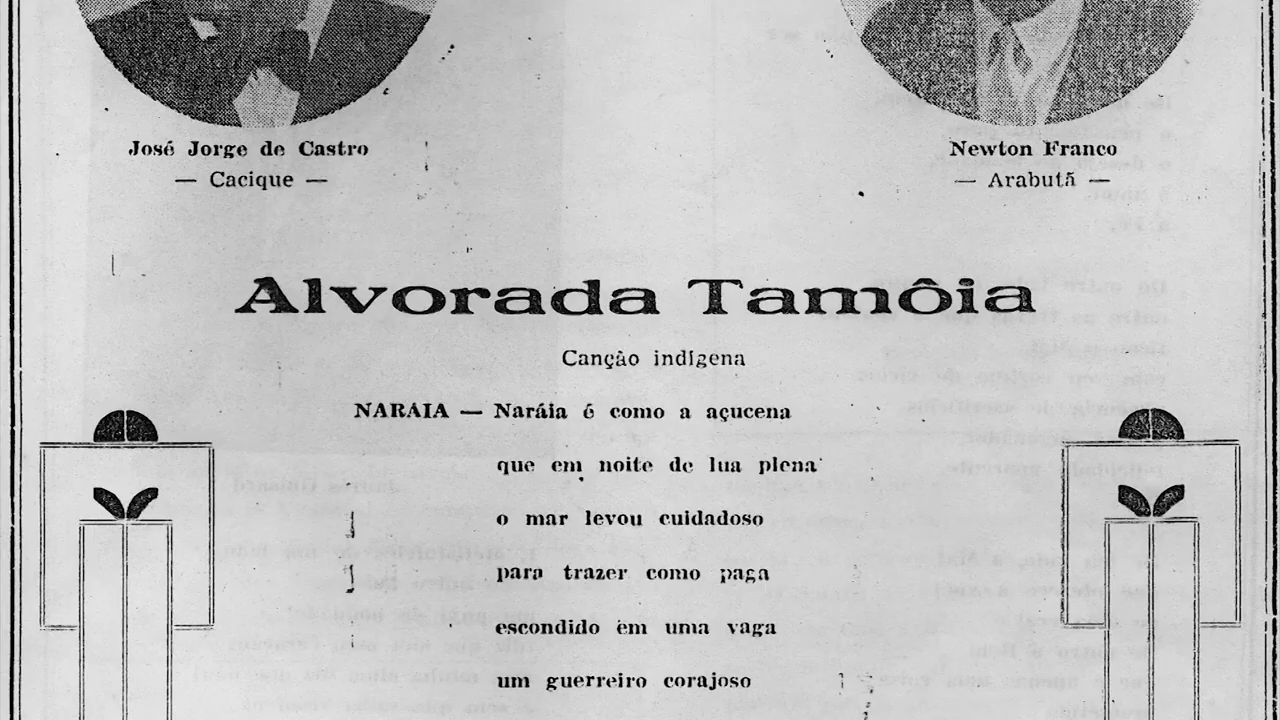 José Jorge de Castro
— Cacique —
Newton Franco
— Arabutã —
Alvorada Tamôia
Canção indígena
NARAIA — Naráia é como a açucena
que em noite de lua plena
o mar levou cuidadoso
para trazer como paga
escondido em uma vaga
um guerreiro corajoso